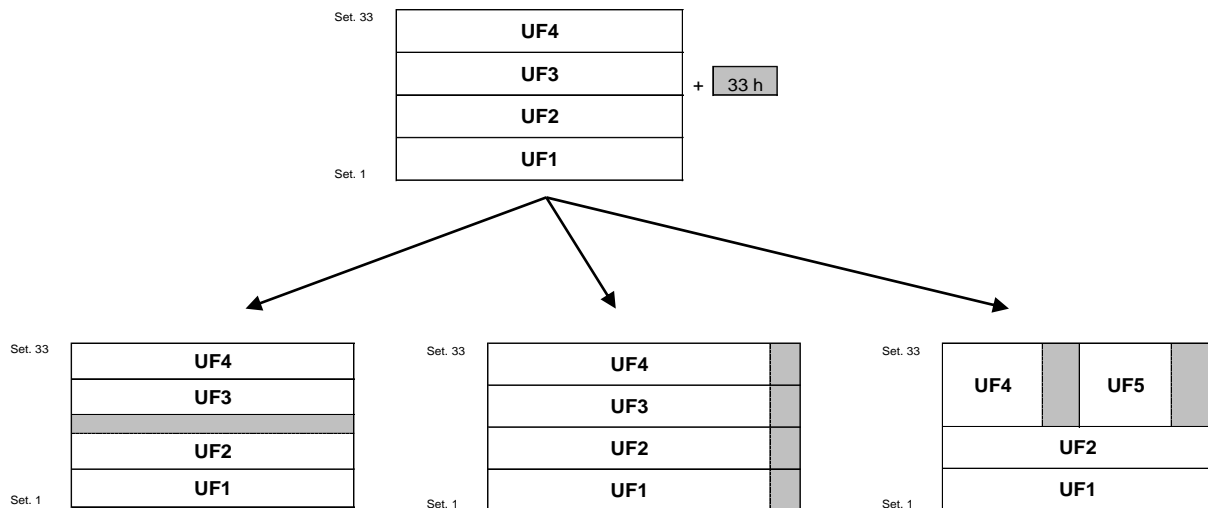 Set. 33
UF4
UF3
+ 33 h
UF2
UF1
Set. 1
Set. 33
UF4
UF3
UF2
UF1
Set. 1
Set. 33
UF4
UF3
UF2
UF1
Set. 1
Set. 33
UF4 UF5
UF2
UF1
Set. 1